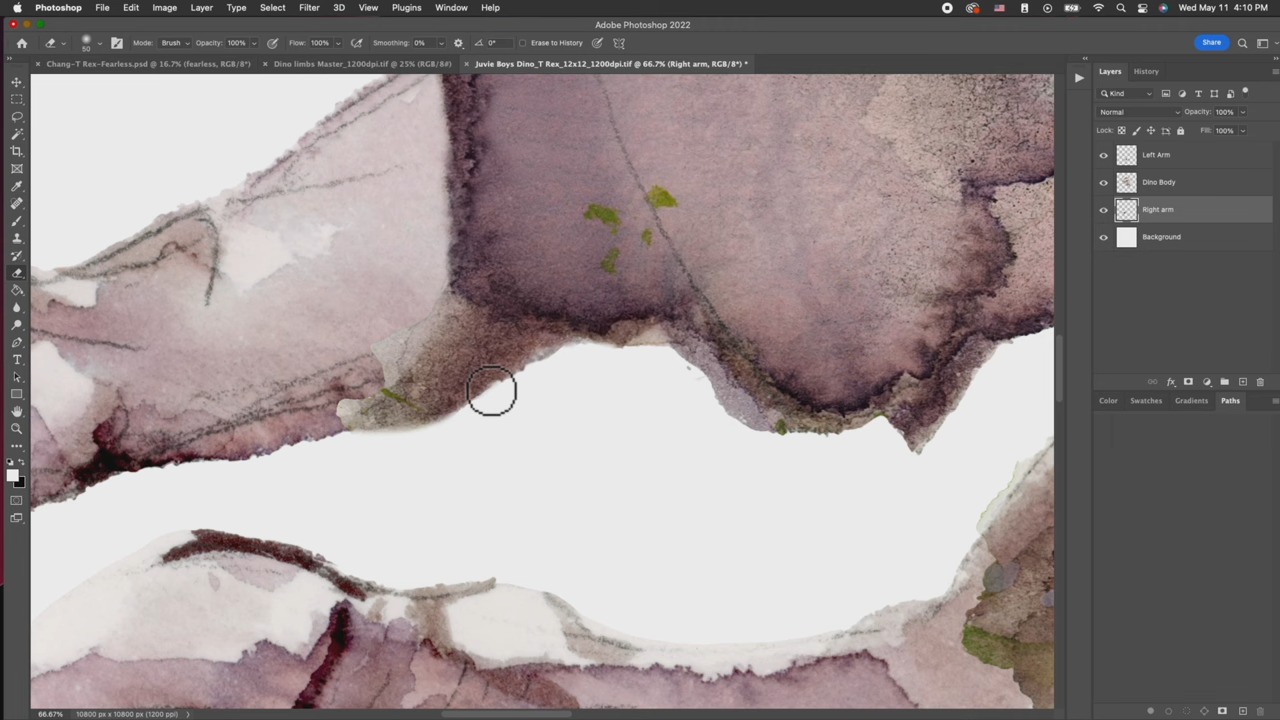 Photoshop File Edit Image Layer Type Select Filter 3D View Plugins Window Help Wed May 11 4:10 PM
Adobe Photoshop 2022
50 Mode: Brush Opacity: 100% Flow: 100% Smoothing: 0% 0° Erase to History Share
Chang-T Rex-Fearless.psd @ 16.7% (fearless, RGB/8*) Dino limbs Master_1200dpi.tif @ 25% (RGB/8#) Juvie Boys Dino_T Rex_12x12_1200dpi.tif @ 66.7% (Right arm, RGB/8*) *
Layers History
Kind
Normal Opacity: 100%
Lock: Fill: 100%
Left Arm
Dino Body
Right arm
Background
Color Swatches Gradients Paths
66.67% 10800 px x 10800 px (1200 ppi)